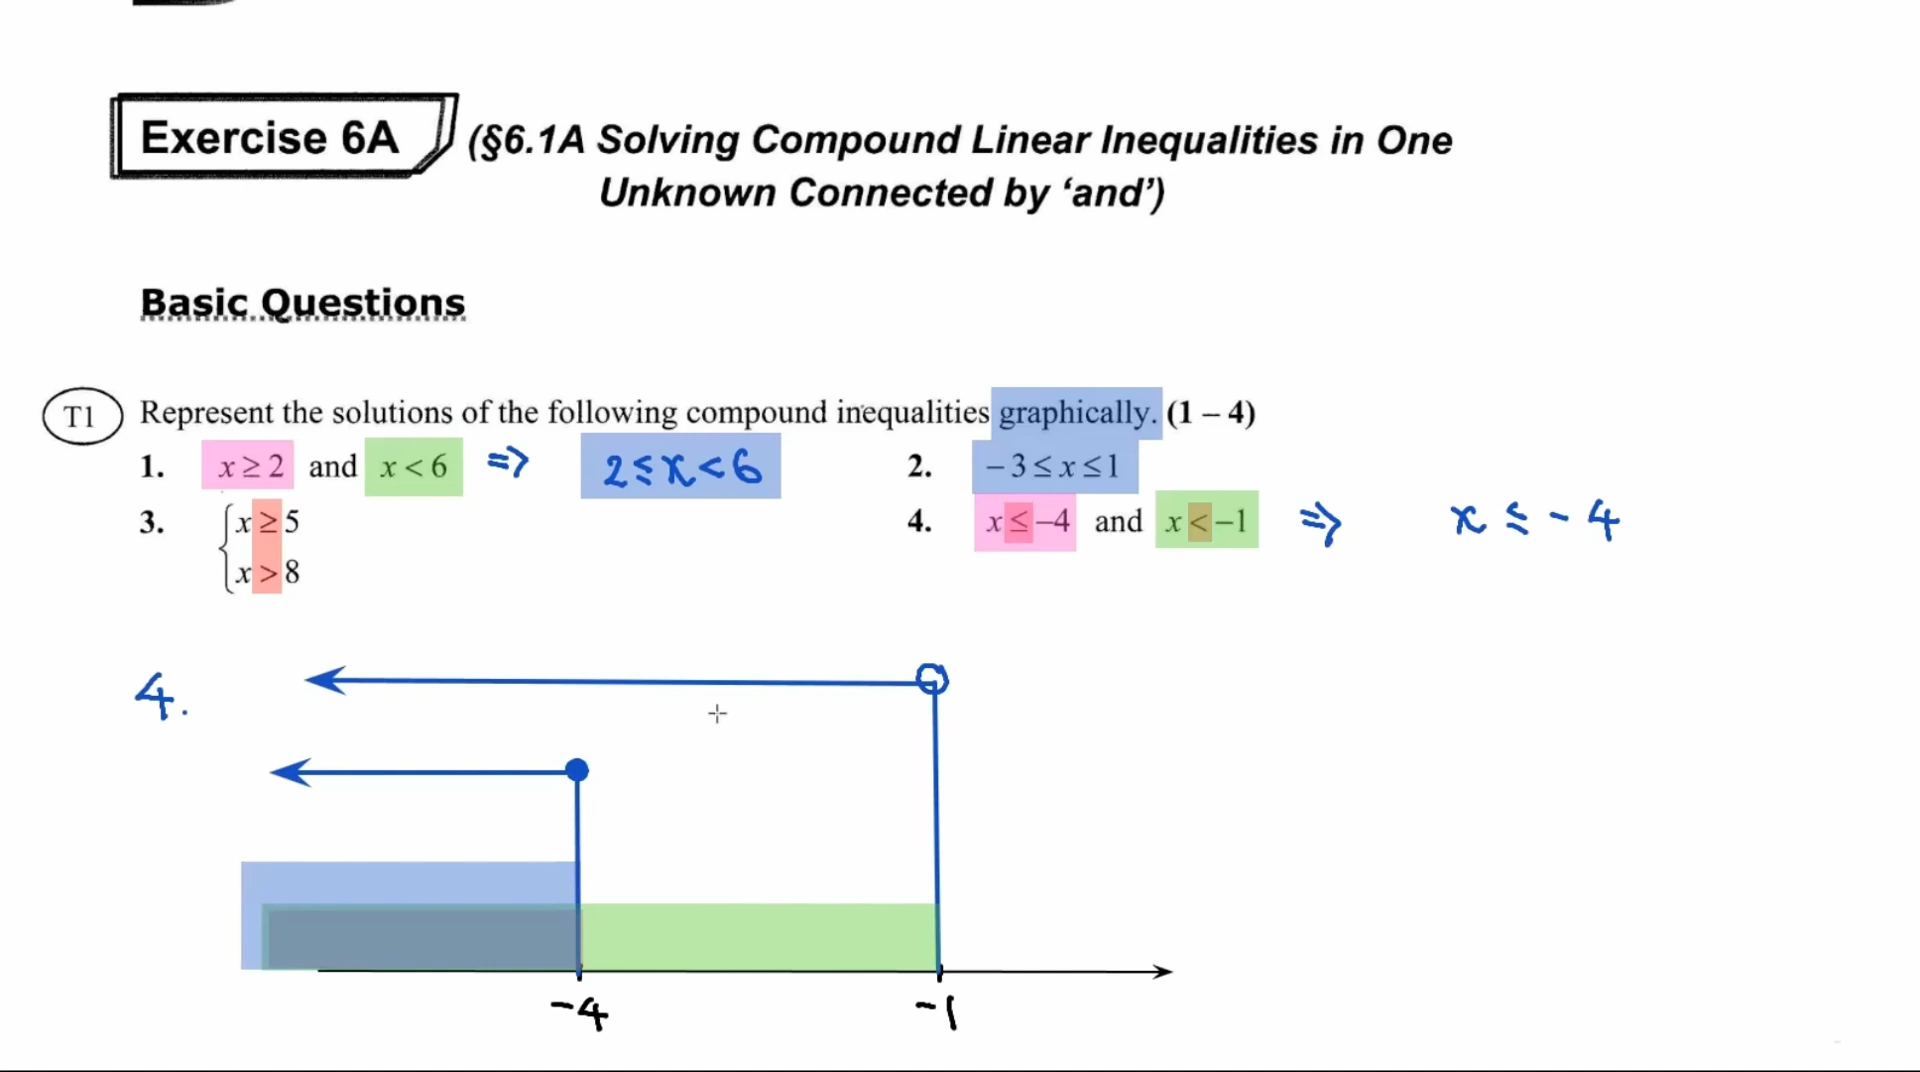 Exercise 6A (§6.1A Solving Compound Linear Inequalities in One
Unknown Connected by ‘and’)
Basic Questions
T1 Represent the solutions of the following compound inequalities graphically. (1 – 4)
1. x ≥ 2 and x < 6 => 2 ≤ x < 6 2. – 3 ≤ x ≤ 1
3. { x ≥ 5 4. x ≤ –4 and x < –1 => x ≤ - 4
x > 8
4.
-4 -1